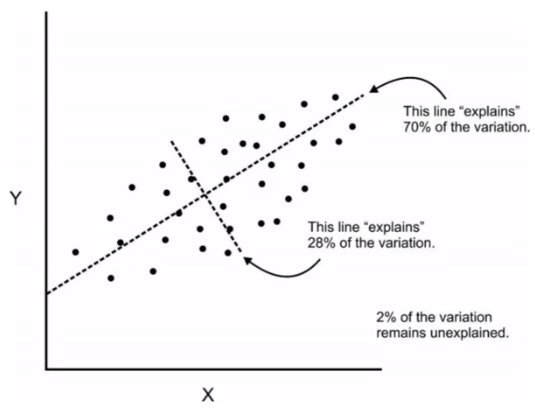 This line “explains”
70% of the variation.
Y
This line “explains”
28% of the variation.
2% of the variation
remains unexplained.
X